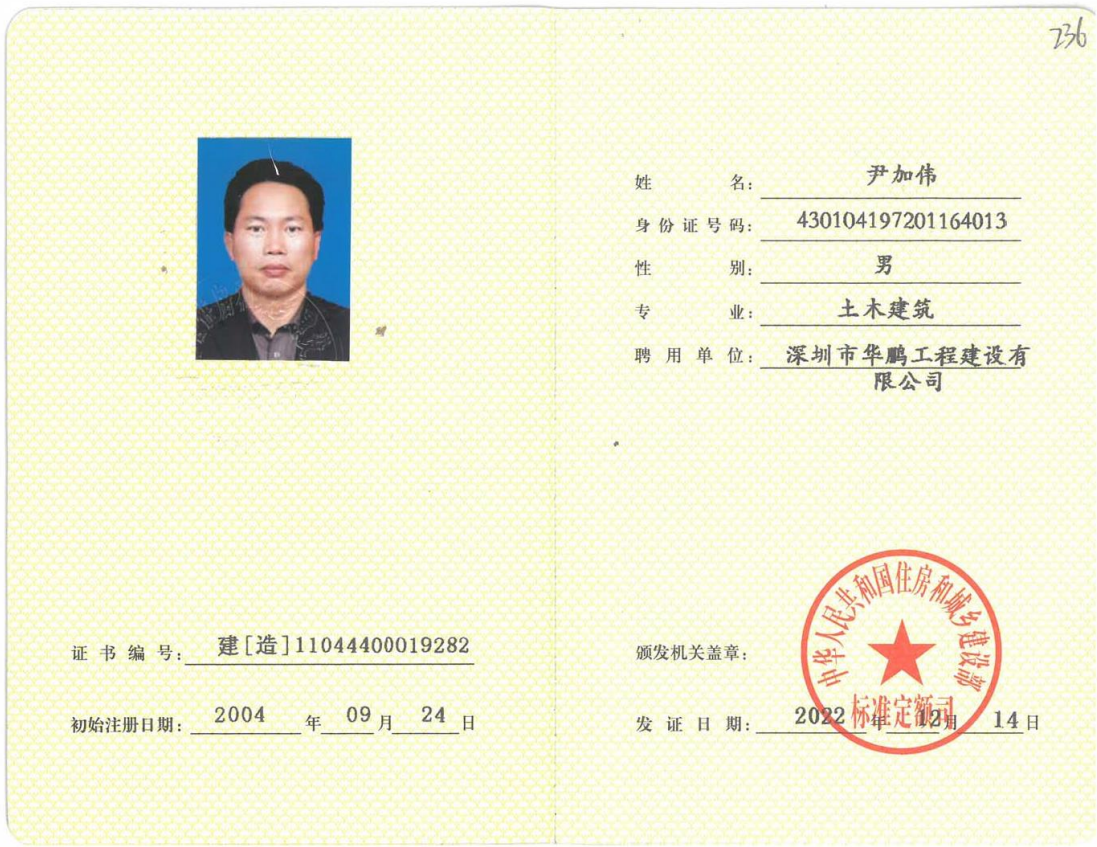 236
姓 名: 尹加伟
身份证号码: 430104197201164013
性 别: 男
专 业: 土木建筑
聘用单位: 深圳市华鹏工程建设有
限公司
证书编号: 建[造]11044400019282
初始注册日期: 2004 年 09 月 24 日
颁发机关盖章:
中华人民共和国住房和城乡建设部
标准定额司
发证日期: 2022 年 12 月 14 日